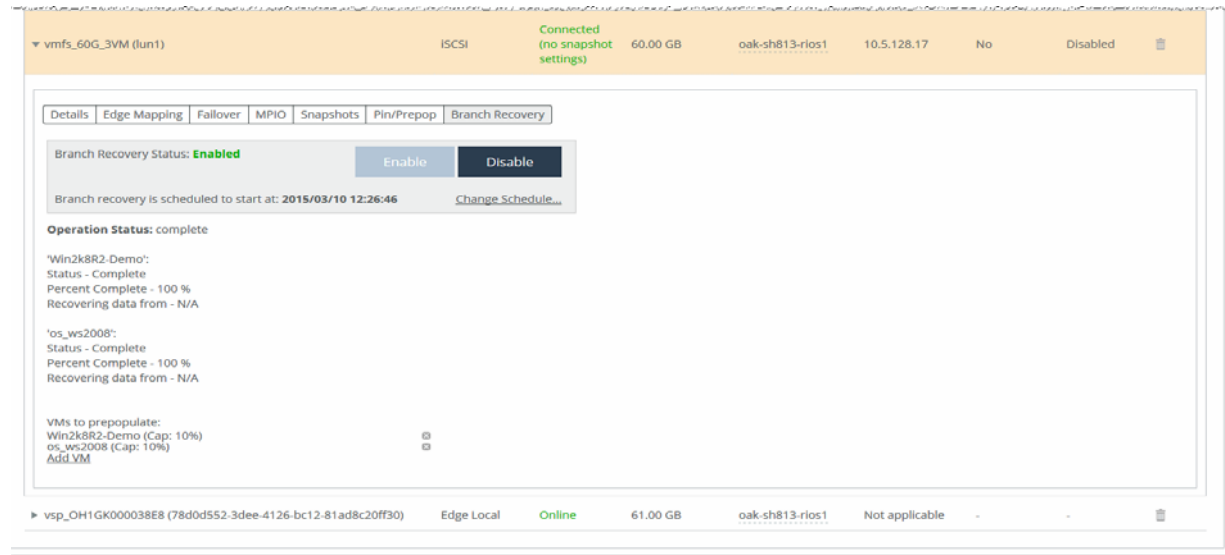 vmfs_60G_3VM (lun1) iSCSI Connected (no snapshot settings) 60.00 GB oak-sh813-rios1 10.5.128.17 No Disabled
Details Edge Mapping Failover MPIO Snapshots Pin/Prepop Branch Recovery
Branch Recovery Status: Enabled Enable Disable
Branch recovery is scheduled to start at: 2015/03/10 12:26:46 Change Schedule...
Operation Status: complete
'Win2k8R2-Demo':
Status - Complete
Percent Complete - 100 %
Recovering data from - N/A
'os_ws2008':
Status - Complete
Percent Complete - 100 %
Recovering data from - N/A
VMs to prepopulate:
Win2k8R2-Demo (Cap: 10%)
os_ws2008 (Cap: 10%)
Add VM
vsp_OH1GK000038E8 (78d0d552-3dee-4126-bc12-81ad8c20ff30) Edge Local Online 61.00 GB oak-sh813-rios1 Not applicable - -